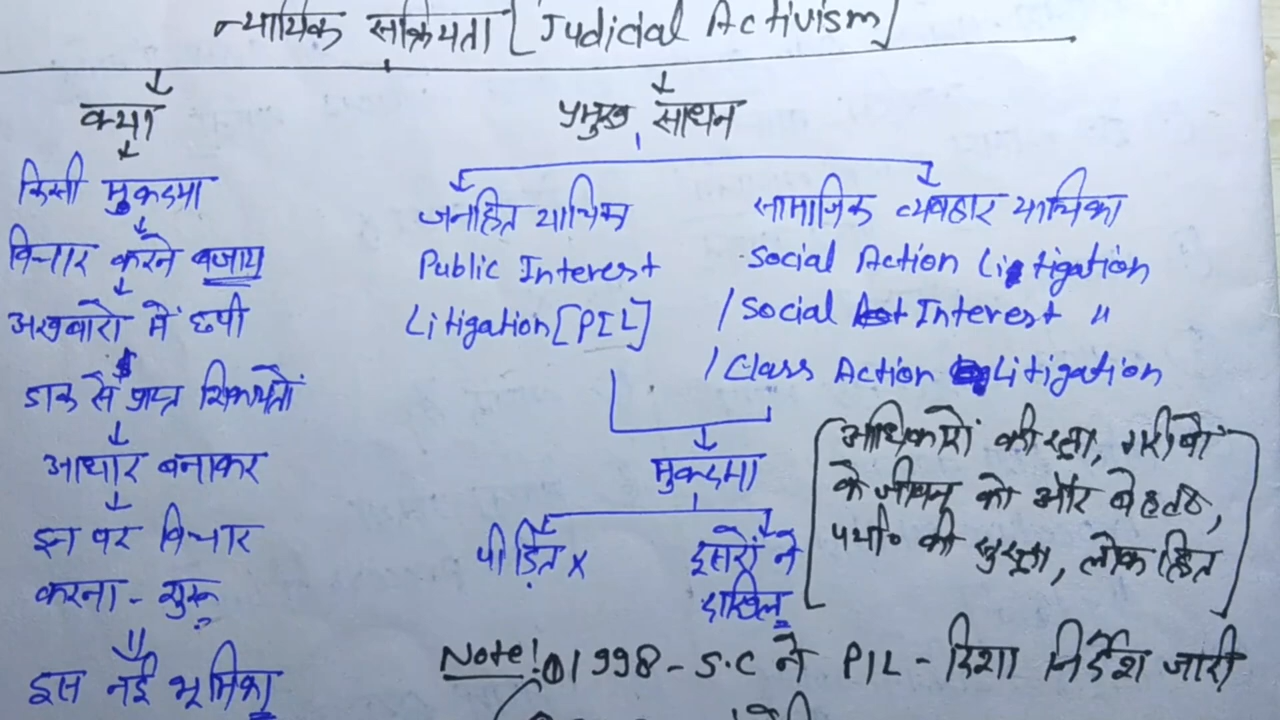 न्यायिक सक्रियता [Judicial Activism]
क्या
किसी मुकदमा
विचार करने बजाय
अखबारो में छपी
डाक से प्राप्त शिकायतों
आधार बनाकर
इन पर विचार
करना - शुरू
इस नई भूमिका
प्रमुख साधन
जनहित याचिका
Public Interest
Litigation [PIL]
सामाजिक व्यवहार याचिका
Social Action Litigation
/ Social Interest "
/ Class Action Litigation
मुकदमा
पीड़ित x
दूसरों ने
दाखिल
अधिकारों की रक्षा, गरीबों
के जीवन को और बेहतर,
पर्या० की सुरक्षा, लोक हित
Note! ① 1998 - S.C ने PIL - दिशा निर्देश जारी